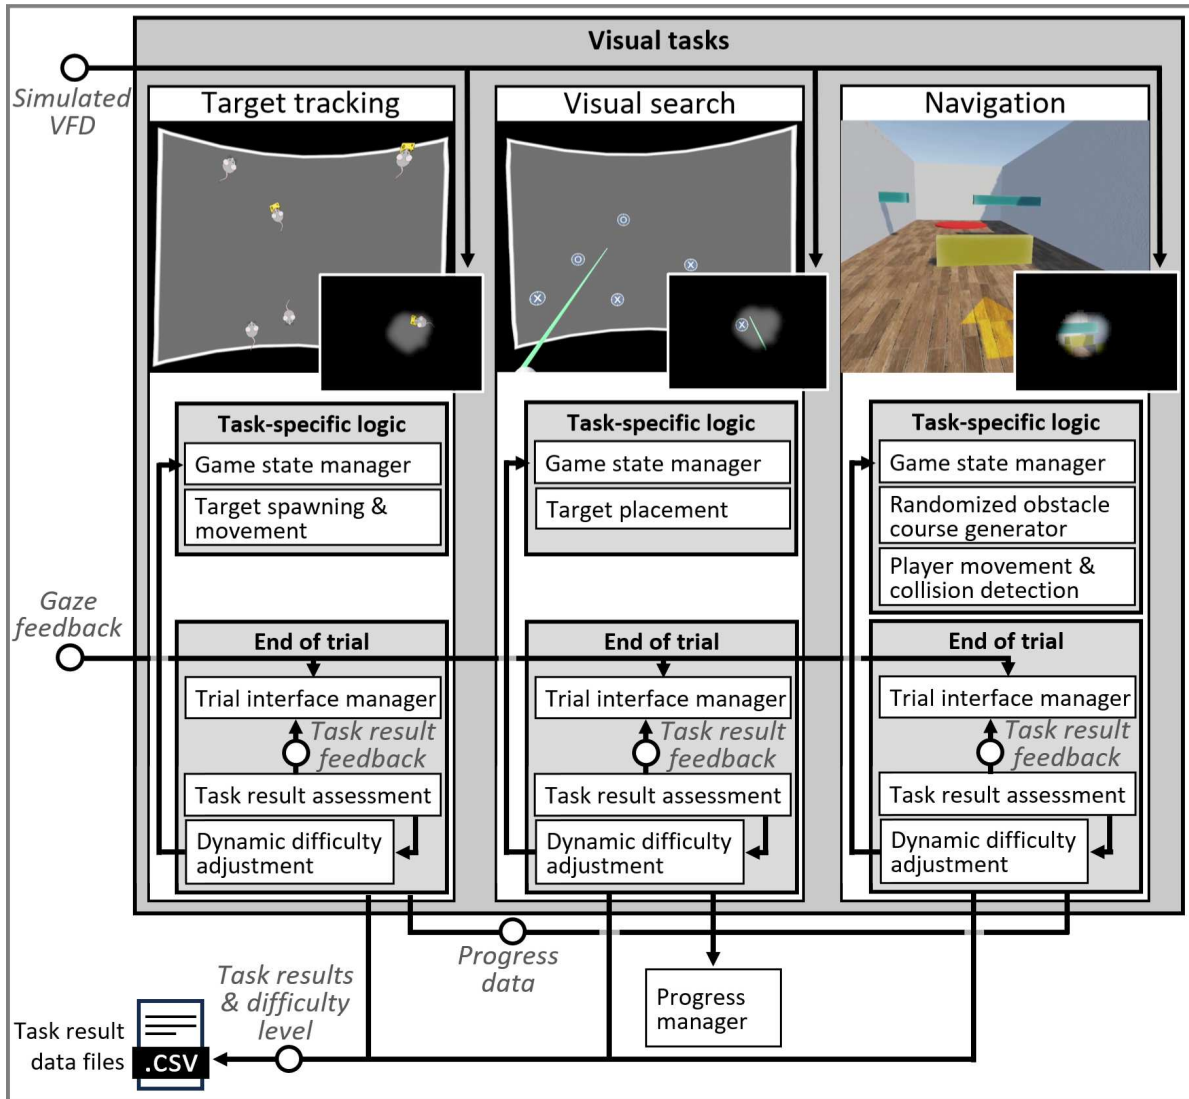 Visual tasks
Simulated
VFD
Target tracking
Visual search
Navigation
O
O
X
X
X
X
Task-specific logic
Game state manager
Target spawning &
movement
Task-specific logic
Game state manager
Target placement
Task-specific logic
Game state manager
Randomized obstacle
course generator
Player movement &
collision detection
Gaze
feedback
End of trial
Trial interface manager
Task result
feedback
Task result assessment
Dynamic difficulty
adjustment
End of trial
Trial interface manager
Task result
feedback
Task result assessment
Dynamic difficulty
adjustment
End of trial
Trial interface manager
Task result
feedback
Task result assessment
Dynamic difficulty
adjustment
Progress
data
Progress
manager
Task results
& difficulty
level
Task result
data files
.CSV